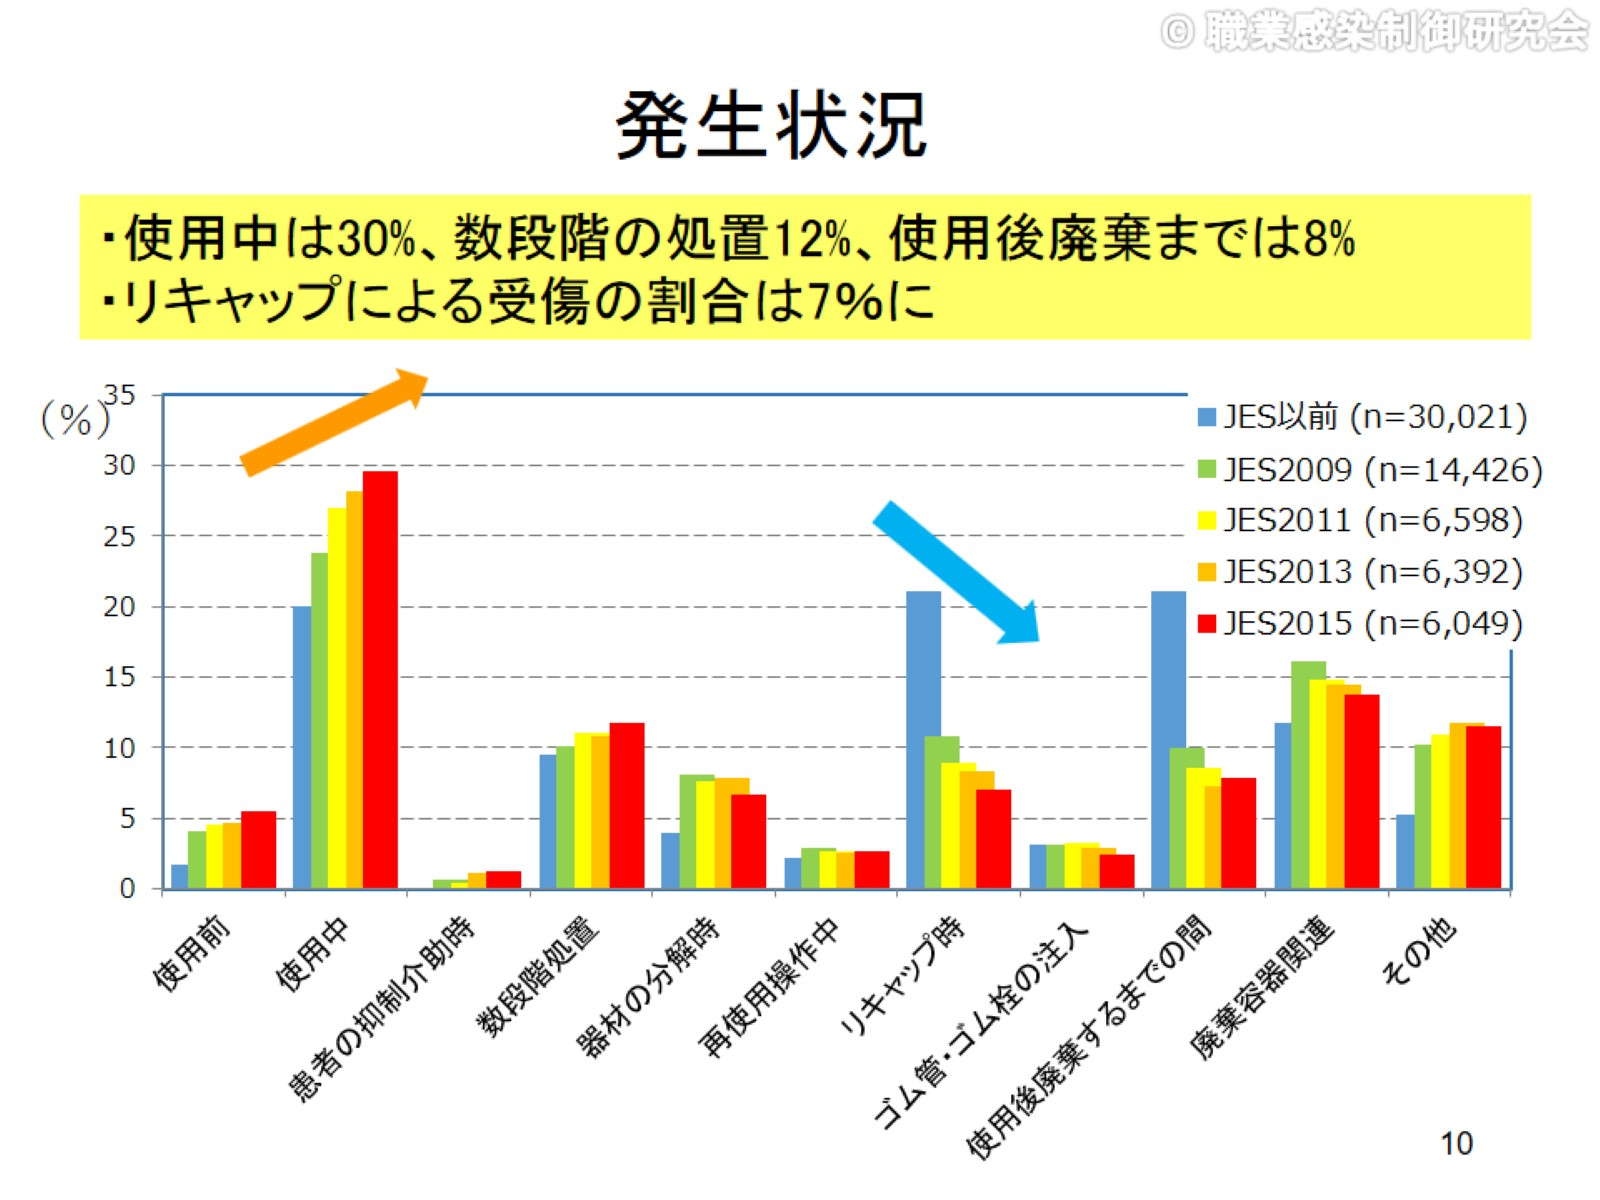 © 職業感染制御研究会
発生状況
・使用中は30%、数段階の処置12%、使用後廃棄までは8%
・リキャップによる受傷の割合は7%に
(%)
35
30
25
20
15
10
5
0
JES以前 (n=30,021)
JES2009 (n=14,426)
JES2011 (n=6,598)
JES2013 (n=6,392)
JES2015 (n=6,049)
使用前
使用中
患者の抑制介助時
数段階処置
器材の分解時
再使用操作中
リキャップ時
ゴム管・ゴム栓の注入
使用後廃棄するまでの間
廃棄容器関連
その他
10